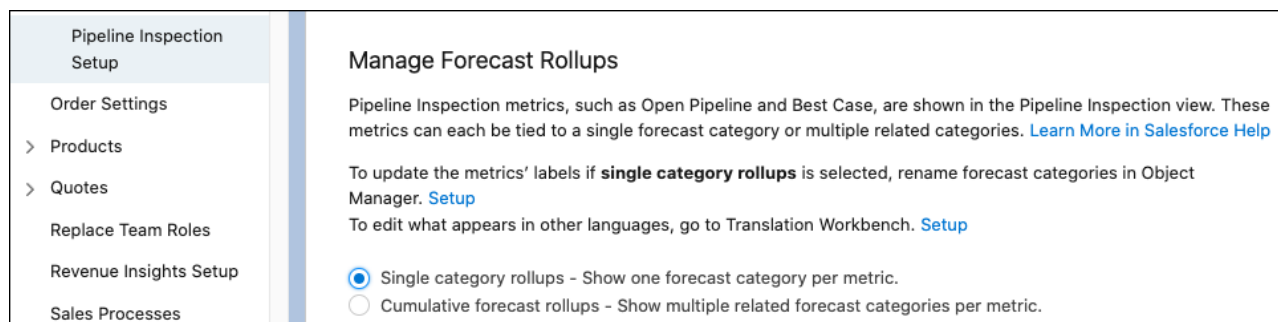 Pipeline Inspection
Setup
Order Settings
Products
Quotes
Replace Team Roles
Revenue Insights Setup
Sales Processes
Manage Forecast Rollups
Pipeline Inspection metrics, such as Open Pipeline and Best Case, are shown in the Pipeline Inspection view. These
metrics can each be tied to a single forecast category or multiple related categories. Learn More in Salesforce Help
To update the metrics’ labels if single category rollups is selected, rename forecast categories in Object
Manager. Setup
To edit what appears in other languages, go to Translation Workbench. Setup
Single category rollups - Show one forecast category per metric.
Cumulative forecast rollups - Show multiple related forecast categories per metric.